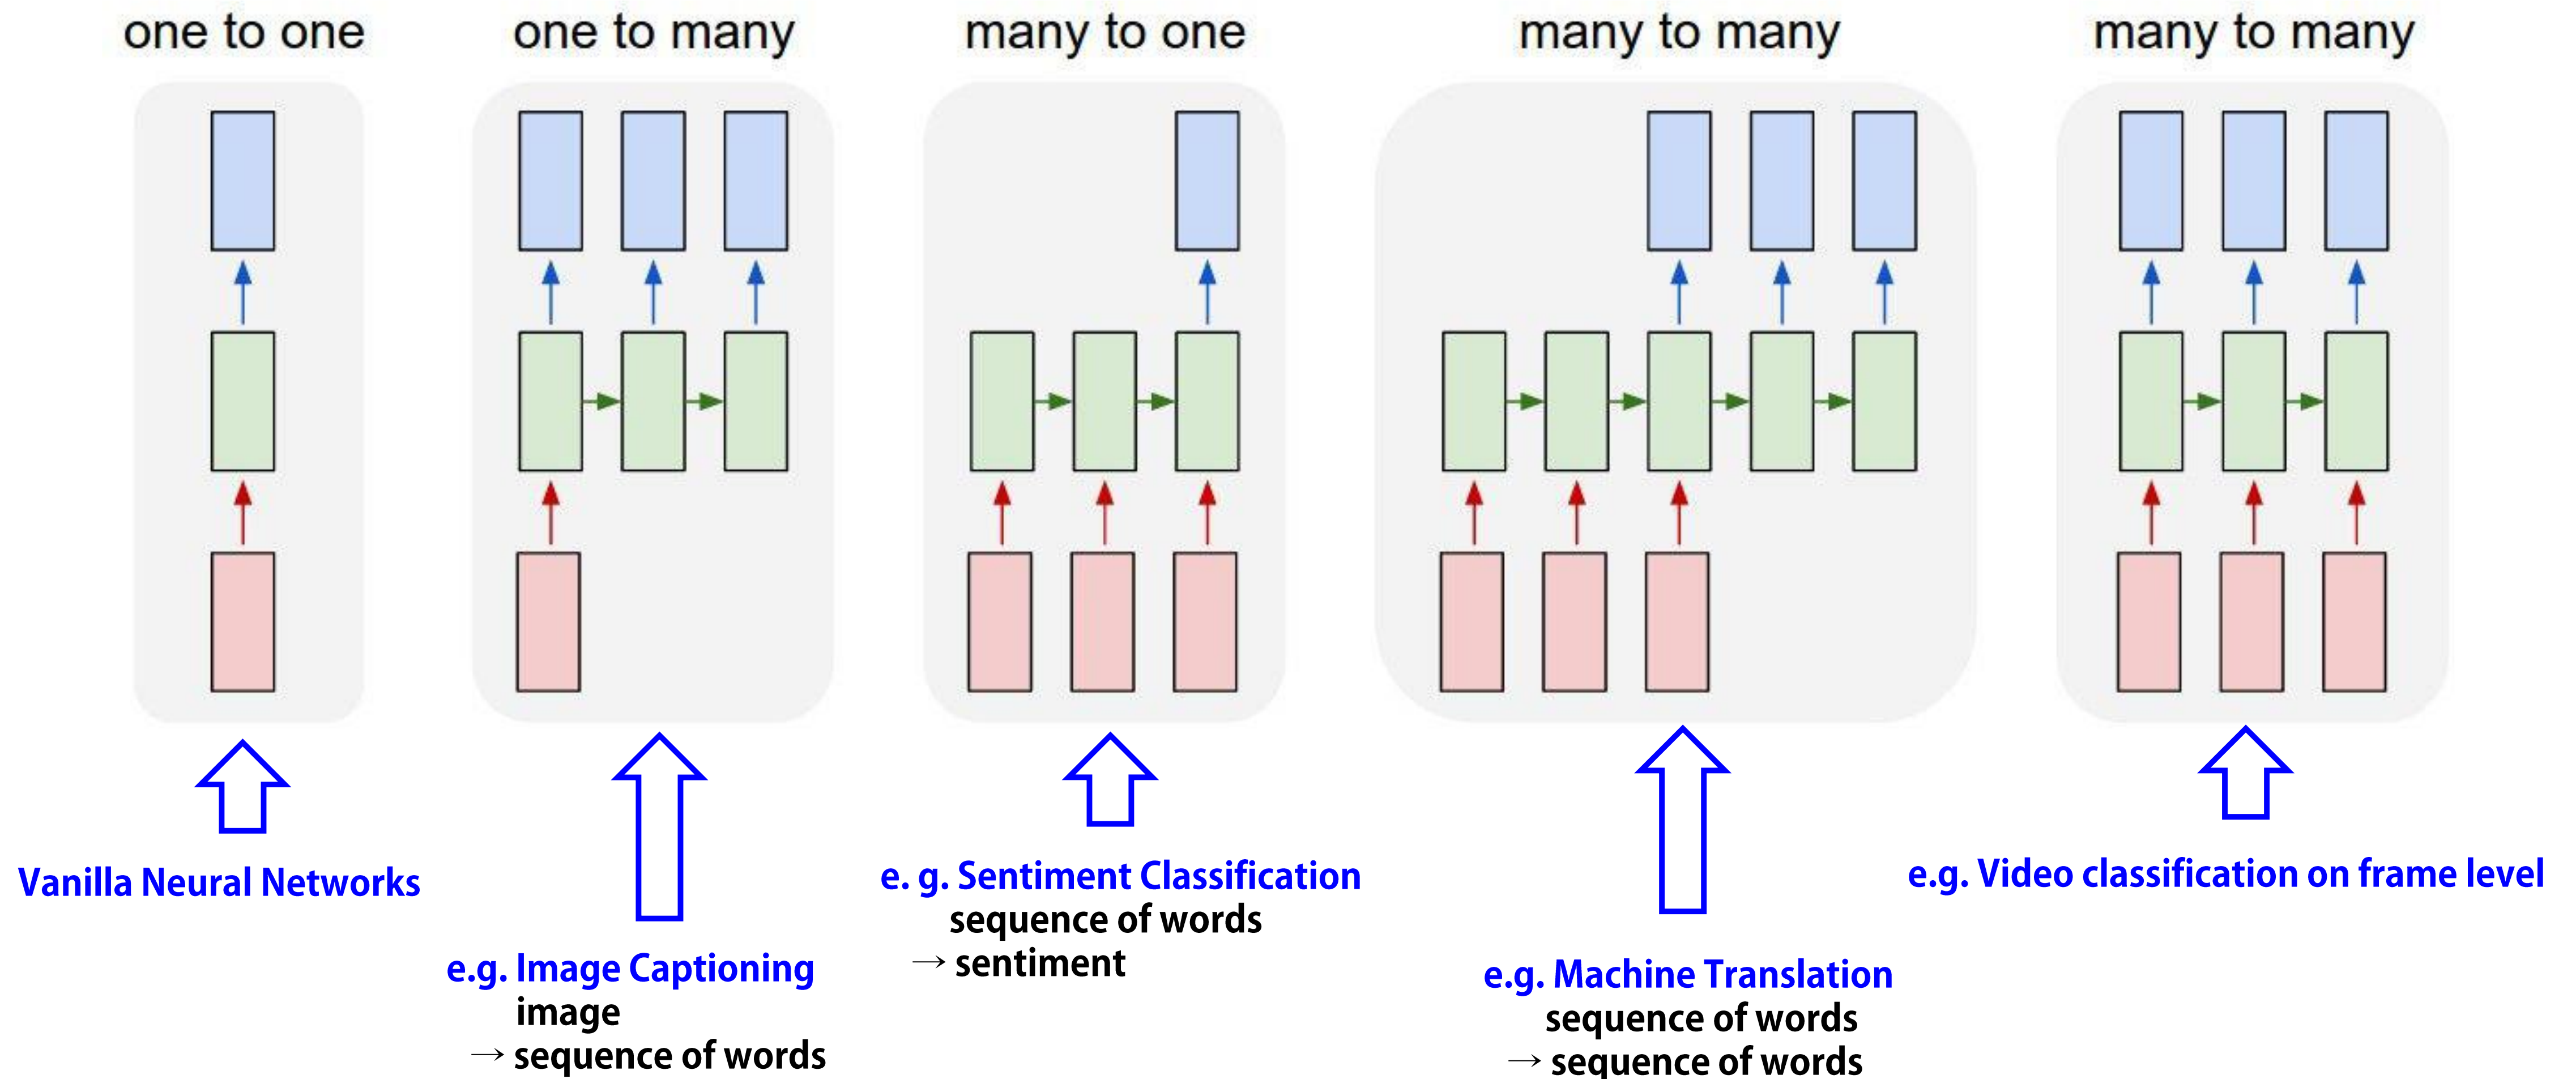 one to one
one to many
many to one
many to many
many to many
Vanilla Neural Networks
e.g. Image Captioning
image
→ sequence of words
e. g. Sentiment Classification
sequence of words
→ sentiment
e.g. Machine Translation
sequence of words
→ sequence of words
e.g. Video classification on frame level